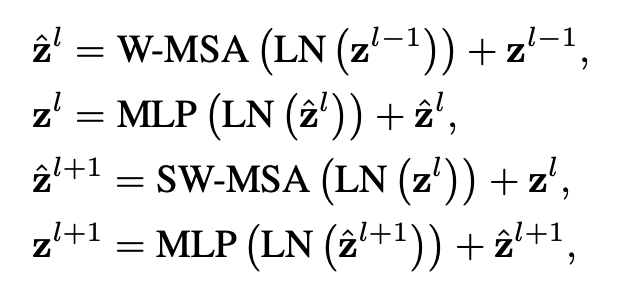 ẑ^l = W-MSA (LN (z^{l−1})) + z^{l−1},
z^l = MLP (LN (ẑ^l)) + ẑ^l,
ẑ^{l+1} = SW-MSA (LN (z^l)) + z^l,
z^{l+1} = MLP (LN (ẑ^{l+1})) + ẑ^{l+1},